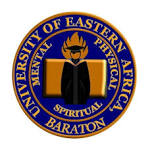 UNIVERSITY OF EASTERN AFRICA,
BARATON
MENTAL
PHYSICAL
SPIRITUAL